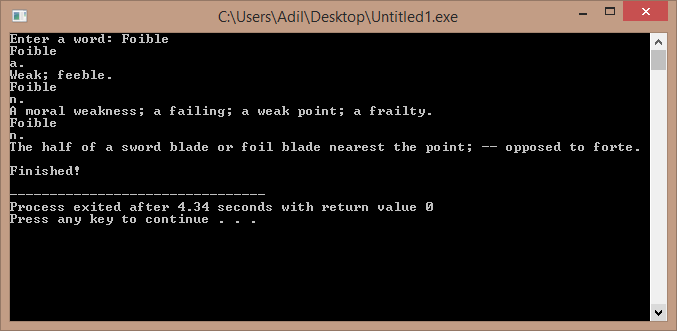 C:\Users\Adil\Desktop\Untitled1.exe
Enter a word: Foible
Foible
a.
Weak; feeble.
Foible
n.
A moral weakness; a failing; a weak point; a frailty.
Foible
n.
The half of a sword blade or foil blade nearest the point; -- opposed to forte.
Finished!
--------------------------------
Process exited after 4.34 seconds with return value 0
Press any key to continue . . .